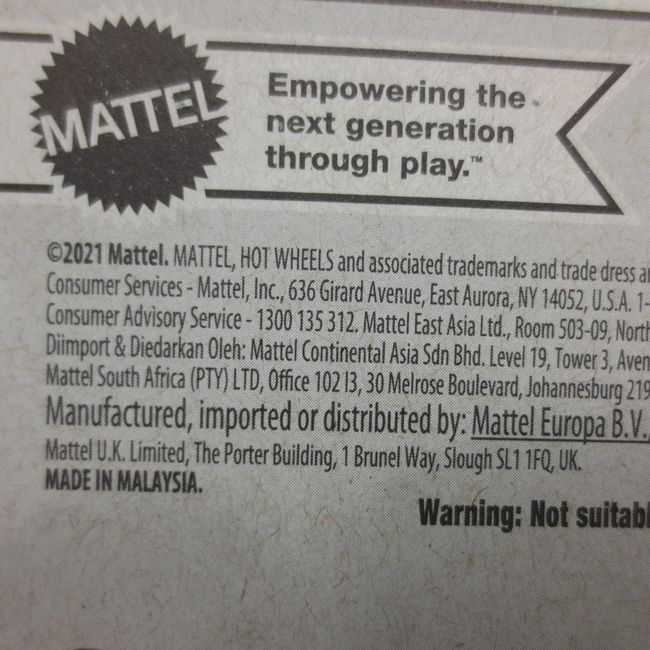 MATTEL
Empowering the
next generation
through play.™
©2021 Mattel. MATTEL, HOT WHEELS and associated trademarks and trade dress
Consumer Services - Mattel, Inc., 636 Girard Avenue, East Aurora, NY 14052, U.S.A. 1-
Consumer Advisory Service - 1300 135 312. Mattel East Asia Ltd., Room 503-09, North
Diimport & Diedarkan Oleh: Mattel Continental Asia Sdn Bhd. Level 19, Tower 3, Aven
Mattel South Africa (PTY) LTD, Office 102 I3, 30 Melrose Boulevard, Johannesburg 219
Manufactured, imported or distributed by: Mattel Europa B.V.,
Mattel U.K. Limited, The Porter Building, 1 Brunel Way, Slough SL1 1FQ, UK.
MADE IN MALAYSIA.
Warning: Not suitabl